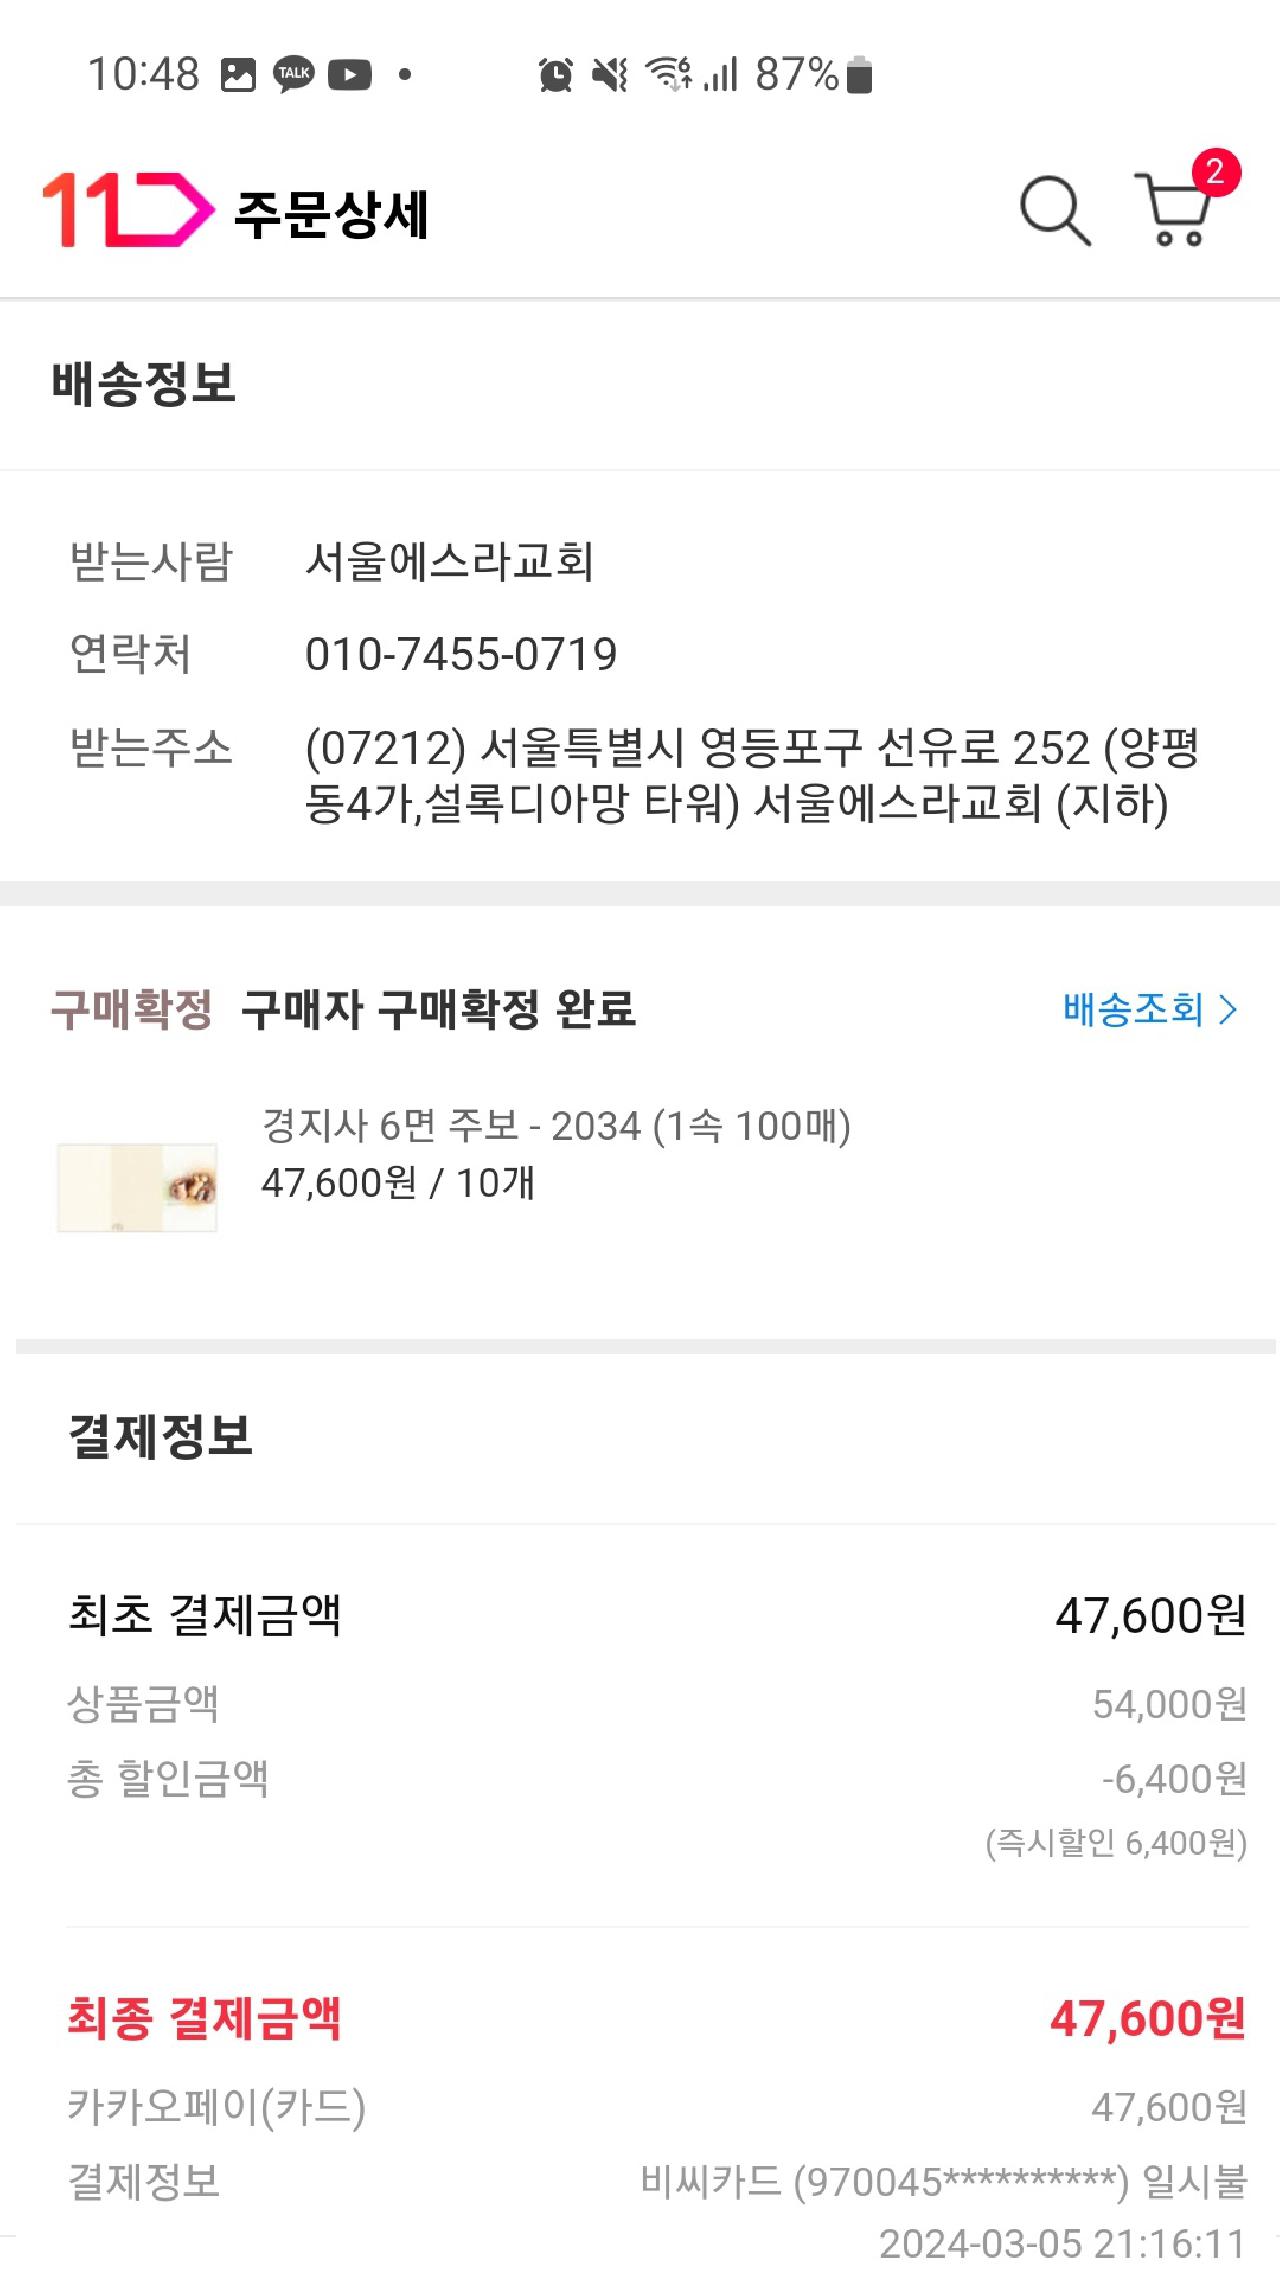 10:48 TALK 87%
11 주문상세 2
배송정보
받는사람 서울에스라교회
연락처 010-7455-0719
받는주소 (07212) 서울특별시 영등포구 선유로 252 (양평
동4가,설록디아망 타워) 서울에스라교회 (지하)
구매확정 구매자 구매확정 완료 배송조회 >
경지사 6면 주보 - 2034 (1속 100매)
47,600원 / 10개
결제정보
최초 결제금액 47,600원
상품금액 54,000원
총 할인금액 -6,400원
(즉시할인 6,400원)
최종 결제금액 47,600원
카카오페이(카드) 47,600원
결제정보 비씨카드 (970045**********) 일시불
2024-03-05 21:16:11